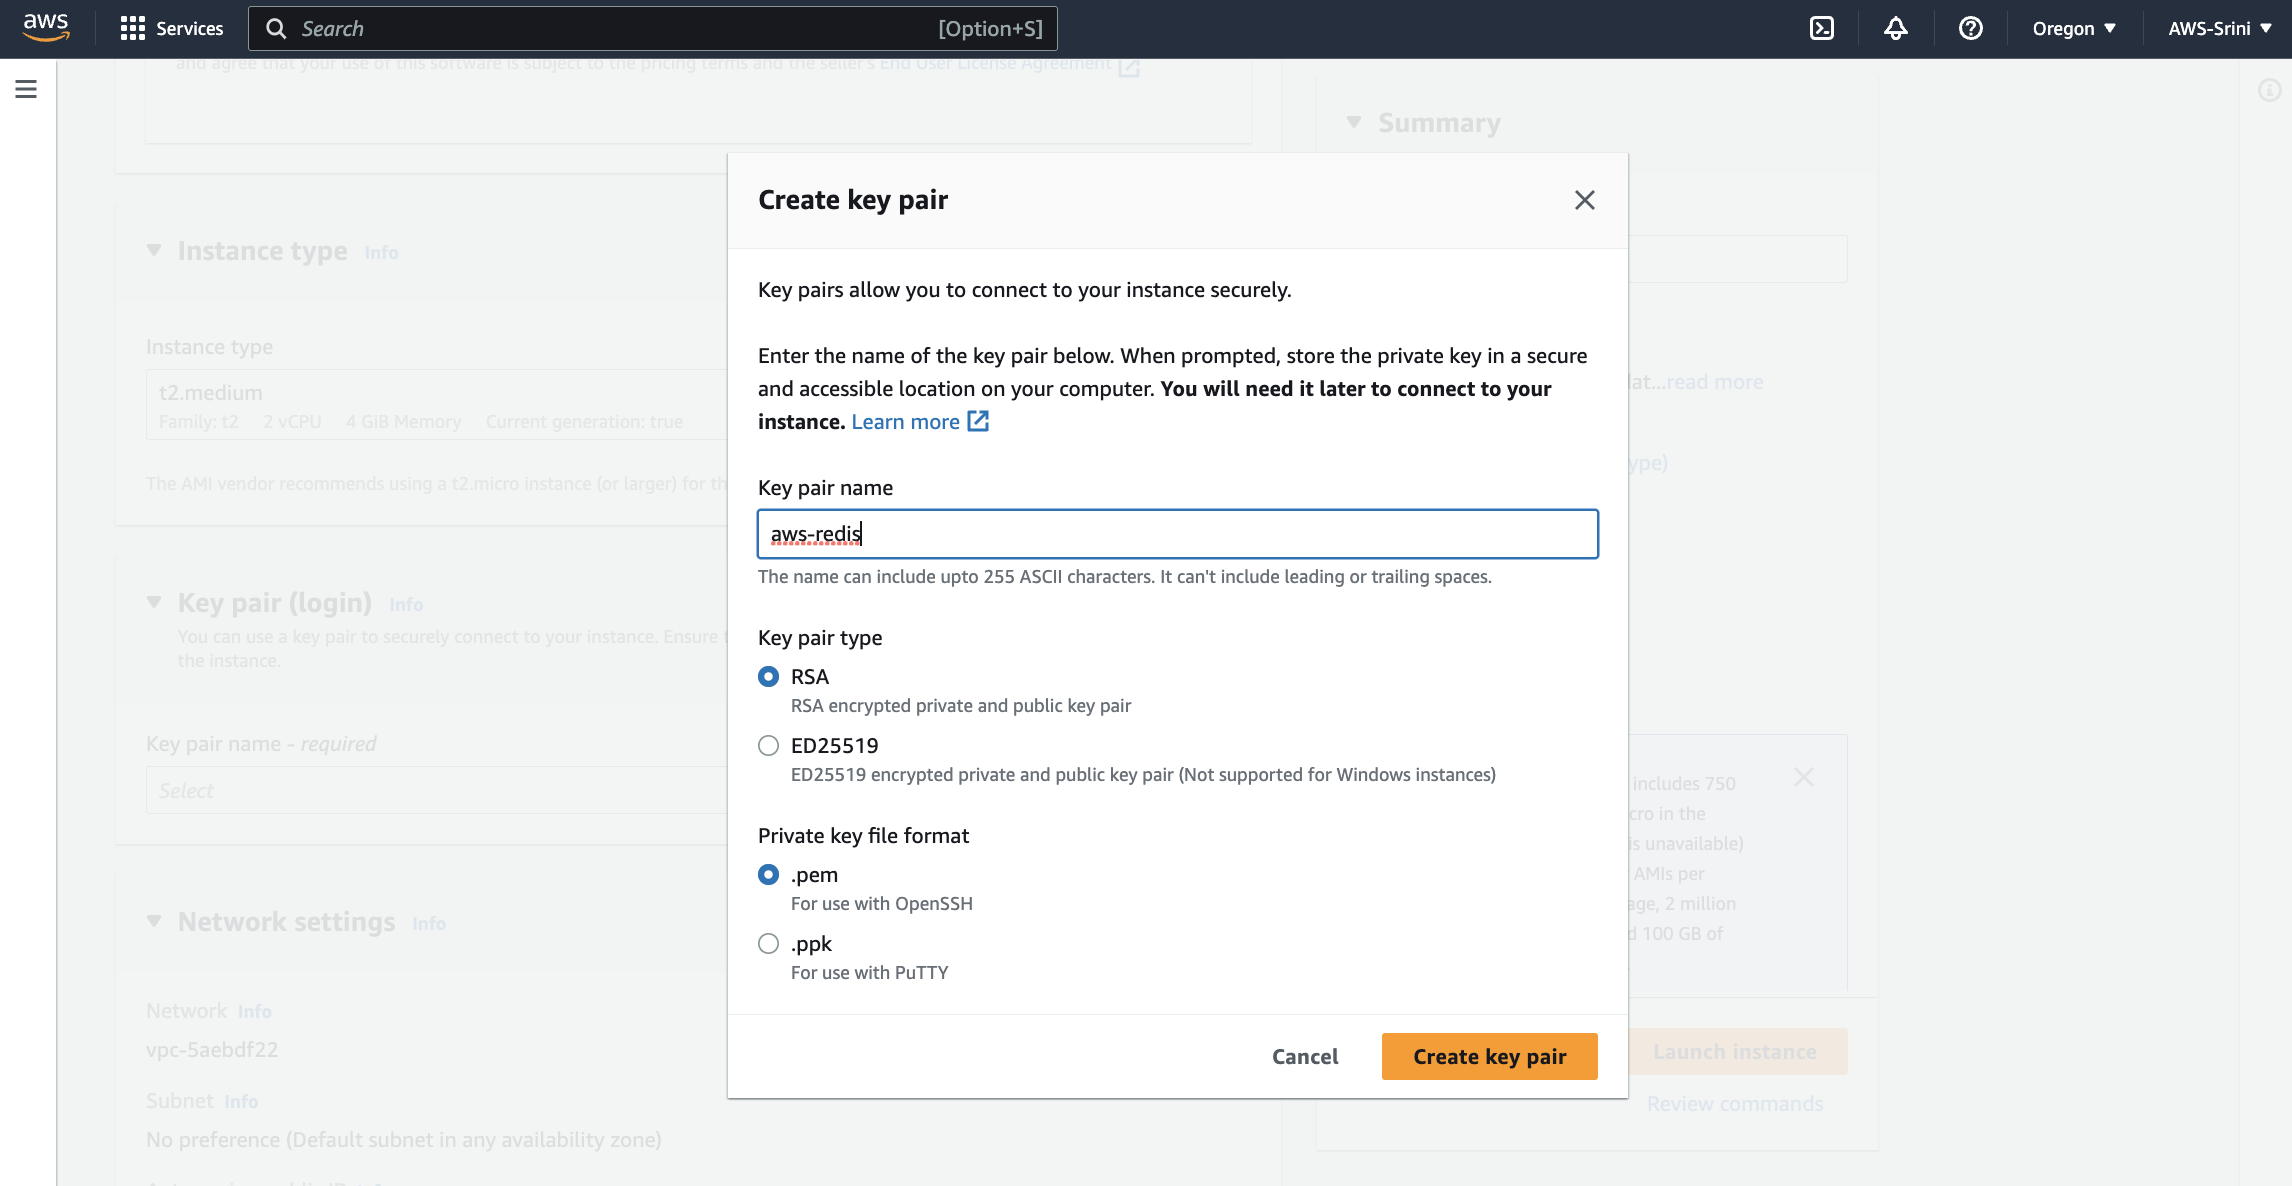 aws
Services
Search
[Option+S]
Oregon
AWS-Srini
and agree that your use of this software is subject to the pricing terms and the seller's End User License Agreement
Summary
Instance type Info
Instance type
t2.medium
Family: t2 2 vCPU 4 GiB Memory Current generation: true
The AMI vendor recommends using a t2.micro instance (or larger) for
Key pair (login) Info
You can use a key pair to securely connect to your instance. Ensure
the instance.
Key pair name - required
Select
Network settings Info
Network Info
vpc-5aebdf22
Subnet Info
No preference (Default subnet in any availability zone)
Create key pair
Key pairs allow you to connect to your instance securely.
Enter the name of the key pair below. When prompted, store the private key in a secure
and accessible location on your computer. You will need it later to connect to your
instance. Learn more
Key pair name
aws-redis
The name can include upto 255 ASCII characters. It can't include leading or trailing spaces.
Key pair type
RSA
RSA encrypted private and public key pair
ED25519
ED25519 encrypted private and public key pair (Not supported for Windows instances)
Private key file format
.pem
For use with OpenSSH
.ppk
For use with PuTTY
Cancel
Create key pair
lat...read more
ype)
includes 750
cro in the
is unavailable)
AMIs per
age, 2 million
d 100 GB of
Launch instance
Review commands